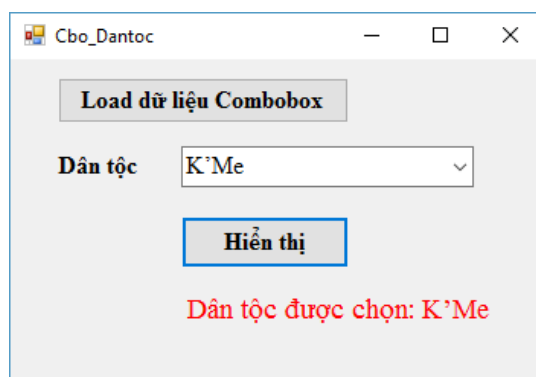 Cbo_Dantoc
Load dữ liệu Combobox
Dân tộc K’Me
Hiển thị
Dân tộc được chọn: K’Me